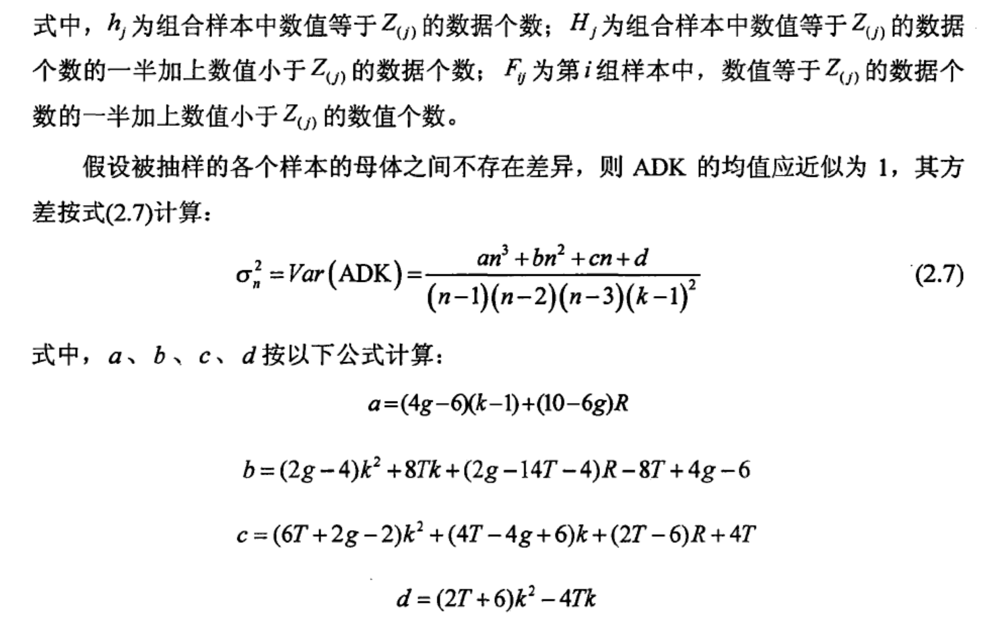 式中，h_j 为组合样本中数值等于 Z_(j) 的数据个数；H_j 为组合样本中数值等于 Z_(j) 的数据
个数的一半加上数值小于 Z_(j) 的数据个数；F_ij 为第 i 组样本中，数值等于 Z_(j) 的数据个
数的一半加上数值小于 Z_(j) 的数值个数。
假设被抽样的各个样本的母体之间不存在差异，则 ADK 的均值应近似为 1，其方
差按式(2.7)计算：
σ_n^2 = Var(ADK) = (an^3 + bn^2 + cn + d) / ((n−1)(n−2)(n−3)(k−1)^2) (2.7)
式中，a、b、c、d 按以下公式计算：
a=(4g−6)(k−1)+(10−6g)R
b=(2g−4)k^2+8Tk+(2g−14T−4)R−8T+4g−6
c=(6T+2g−2)k^2+(4T−4g+6)k+(2T−6)R+4T
d=(2T+6)k^2−4Tk